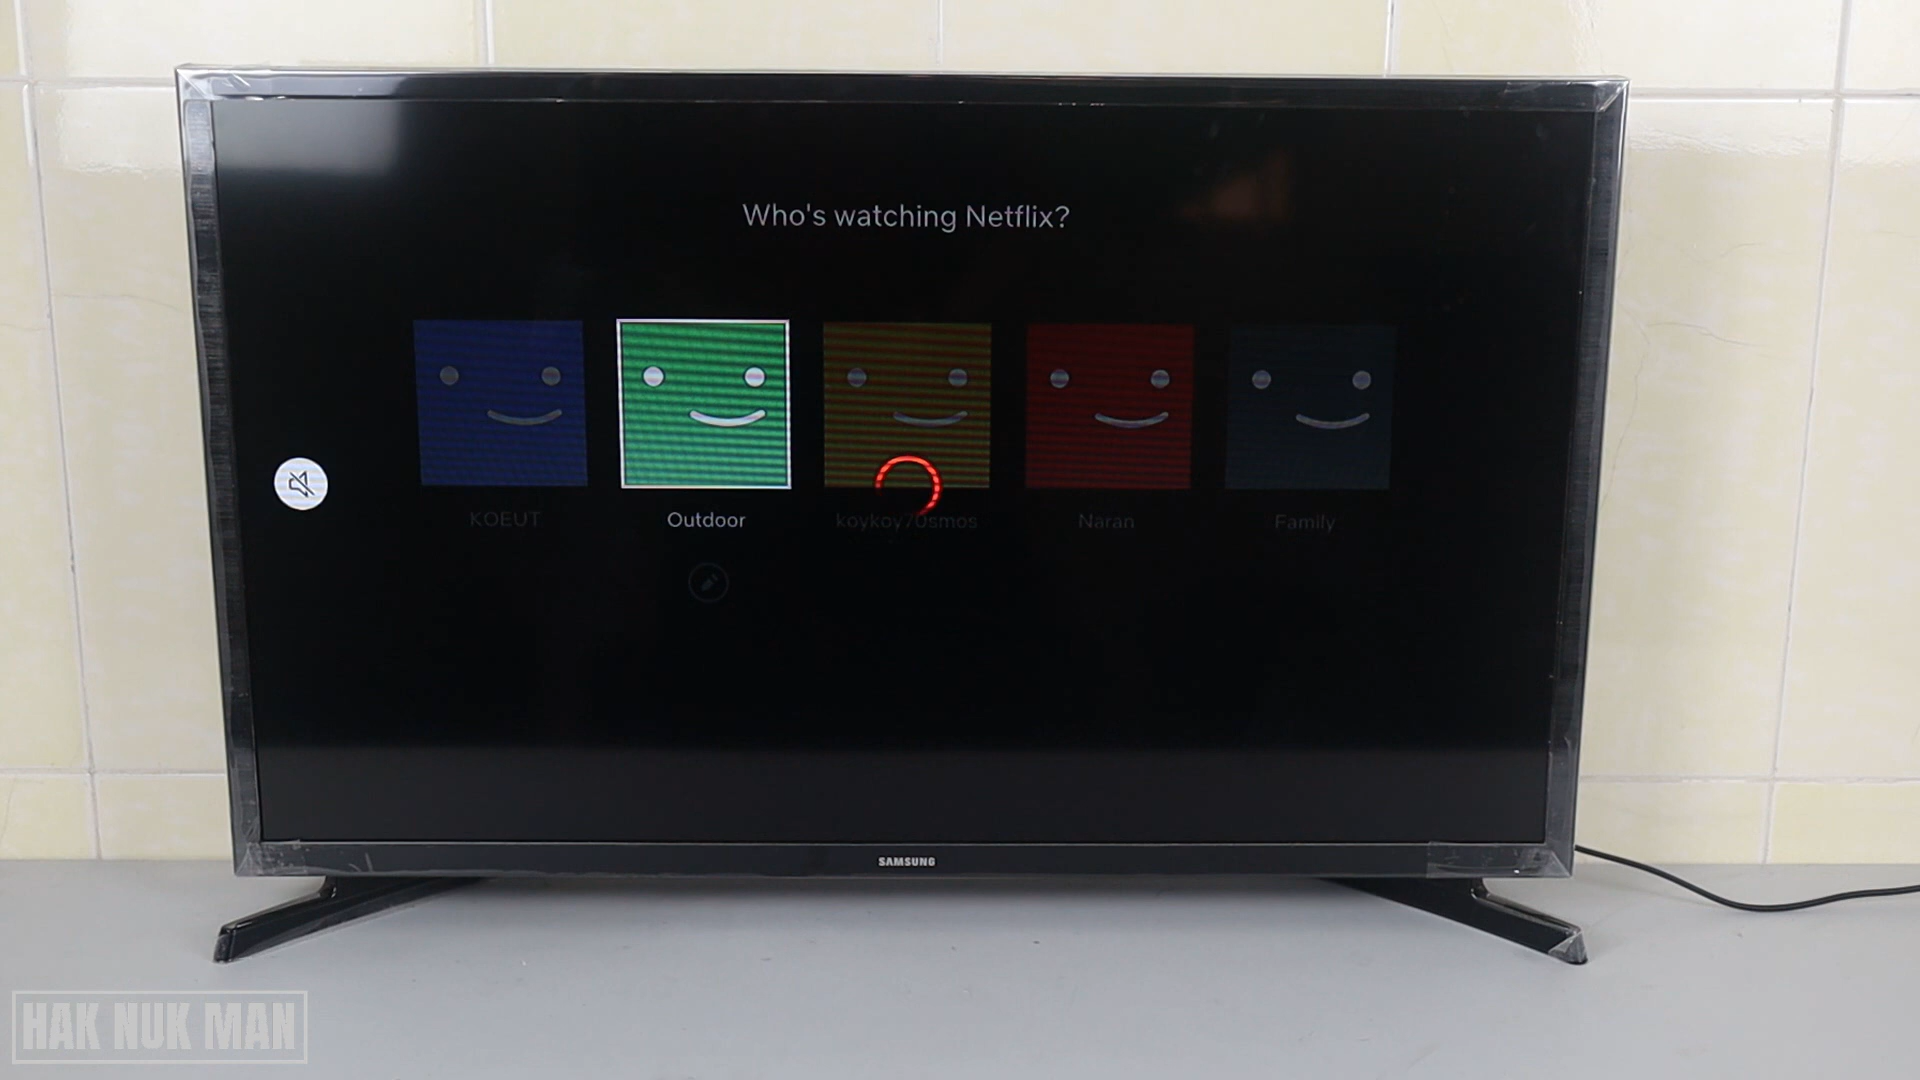 Who's watching Netflix?
KOEUT
Outdoor
koykoy70smos
Naran
Family
SAMSUNG
HAK NUK MAN